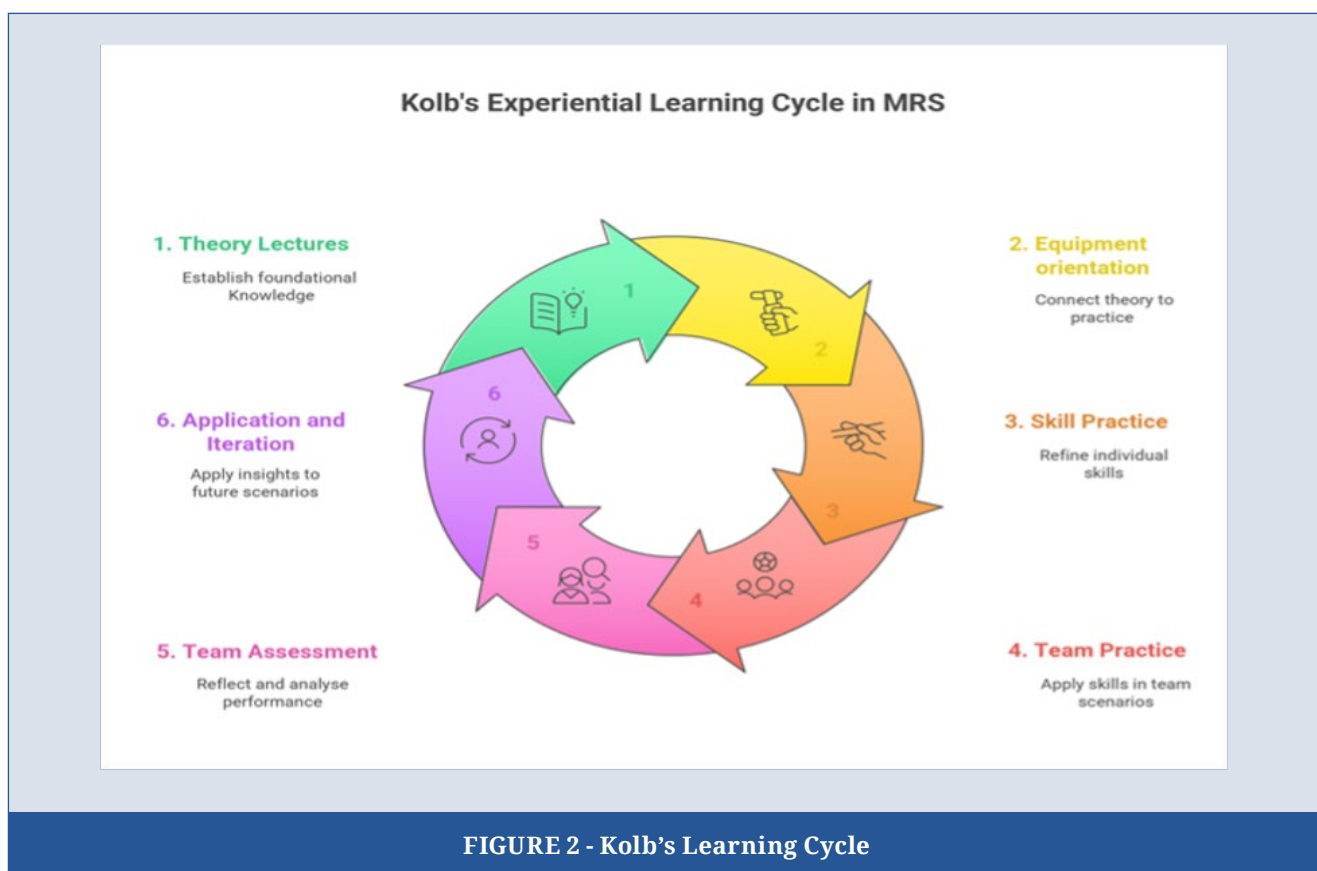 Kolb's Experiential Learning Cycle in MRS
1. Theory Lectures
Establish foundational
Knowledge
2. Equipment
orientation
Connect theory to
practice
3. Skill Practice
Refine individual
skills
4. Team Practice
Apply skills in team
scenarios
5. Team Assessment
Reflect and analyse
performance
6. Application and
Iteration
Apply insights to
future scenarios
1
2
3
4
5
6
FIGURE 2 - Kolb’s Learning Cycle